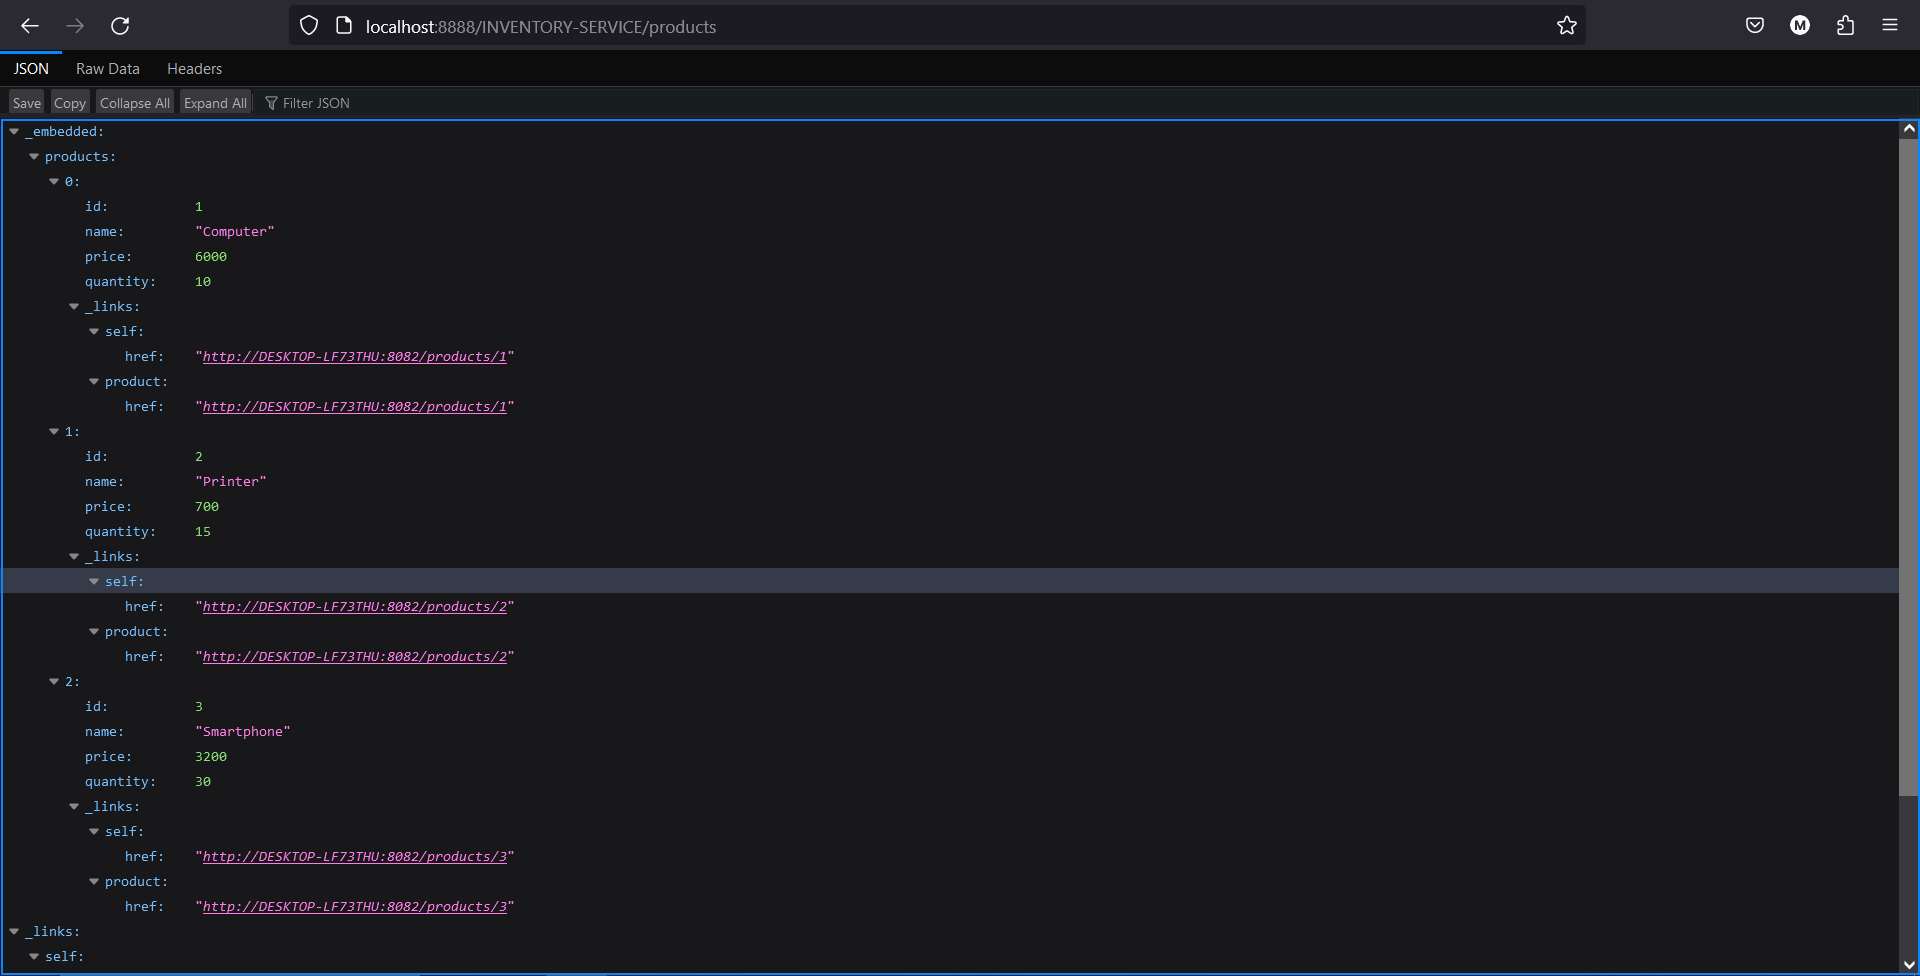 localhost:8888/INVENTORY-SERVICE/products
M
JSON Raw Data Headers
Save Copy Collapse All Expand All Filter JSON
_embedded:
products:
0:
id: 1
name: "Computer"
price: 6000
quantity: 10
_links:
self:
href: "http://DESKTOP-LF73THU:8082/products/1"
product:
href: "http://DESKTOP-LF73THU:8082/products/1"
1:
id: 2
name: "Printer"
price: 700
quantity: 15
_links:
self:
href: "http://DESKTOP-LF73THU:8082/products/2"
product:
href: "http://DESKTOP-LF73THU:8082/products/2"
2:
id: 3
name: "Smartphone"
price: 3200
quantity: 30
_links:
self:
href: "http://DESKTOP-LF73THU:8082/products/3"
product:
href: "http://DESKTOP-LF73THU:8082/products/3"
_links:
self: